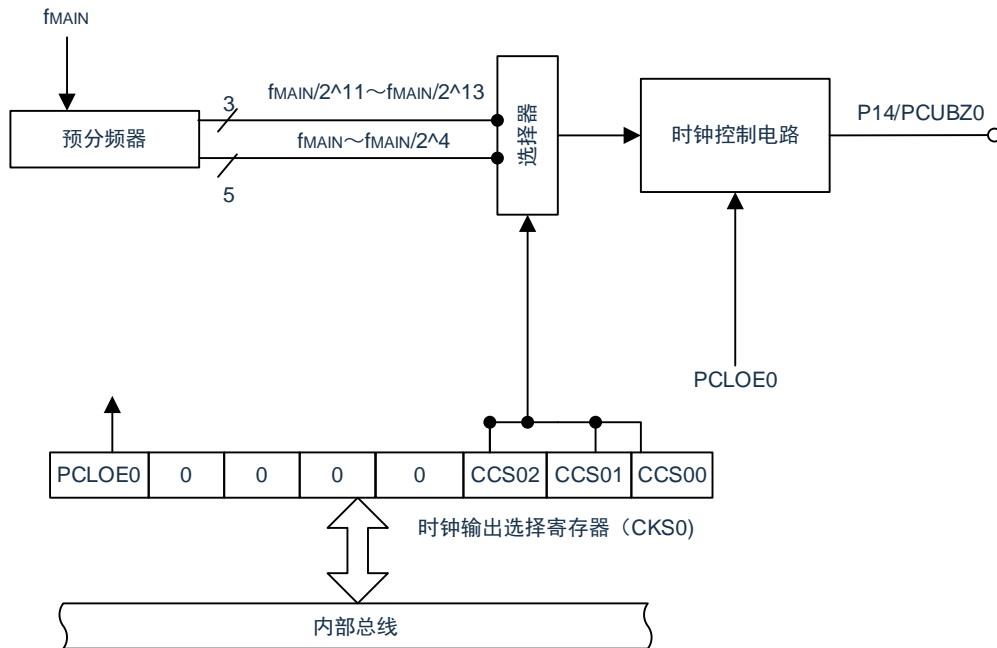 fMAIN
预分频器
3
fMAIN/2^11～fMAIN/2^13
fMAIN～fMAIN/2^4
5
选择器
时钟控制电路
P14/PCUBZ0
PCLOE0
PCLOE0 0 0 0 0 CCS02 CCS01 CCS00
时钟输出选择寄存器（CKS0)
内部总线